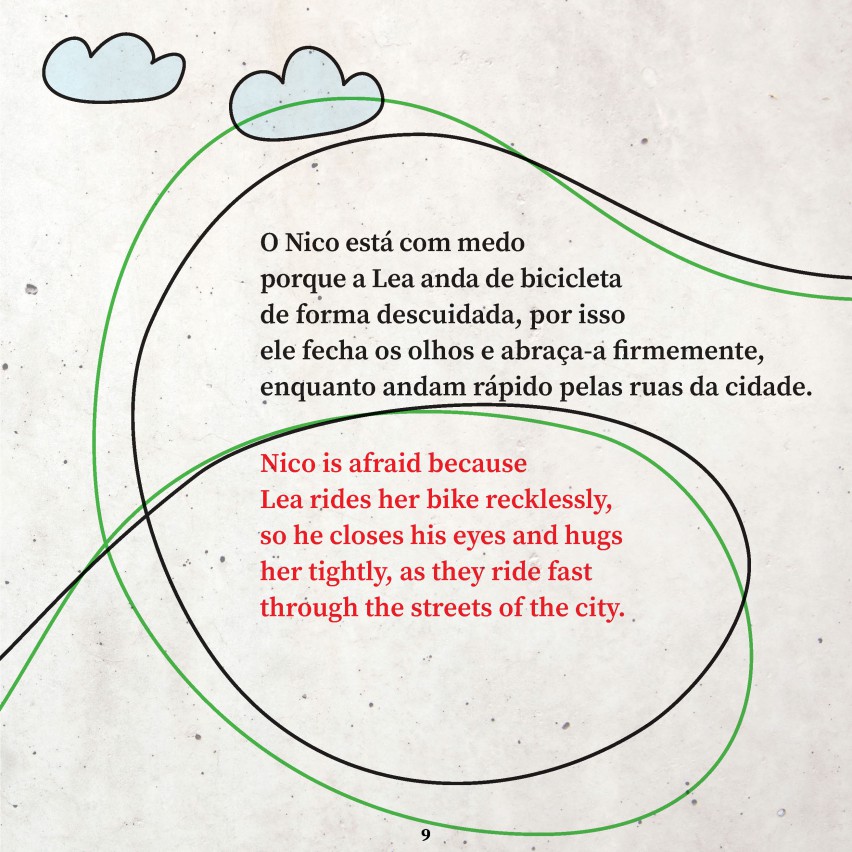 O Nico está com medo
porque a Lea anda de bicicleta
de forma descuidada, por isso
ele fecha os olhos e abraça-a firmemente,
enquanto andam rápido pelas ruas da cidade.
Nico is afraid because
Lea rides her bike recklessly,
so he closes his eyes and hugs
her tightly, as they ride fast
through the streets of the city.
9